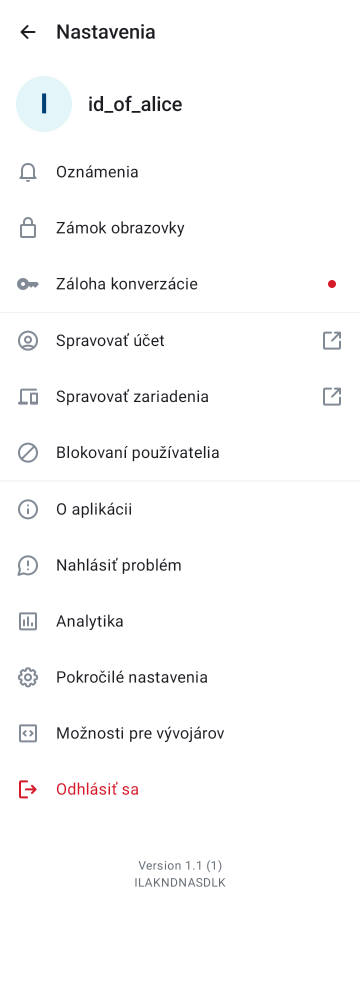 Nastavenia
I
id_of_alice
Oznámenia
Zámok obrazovky
Záloha konverzácie
Spravovať účet
Spravovať zariadenia
Blokovaní používatelia
O aplikácii
Nahlásiť problém
Analytika
Pokročilé nastavenia
Možnosti pre vývojárov
Odhlásiť sa
Version 1.1 (1)
ILAKNDNASDLK